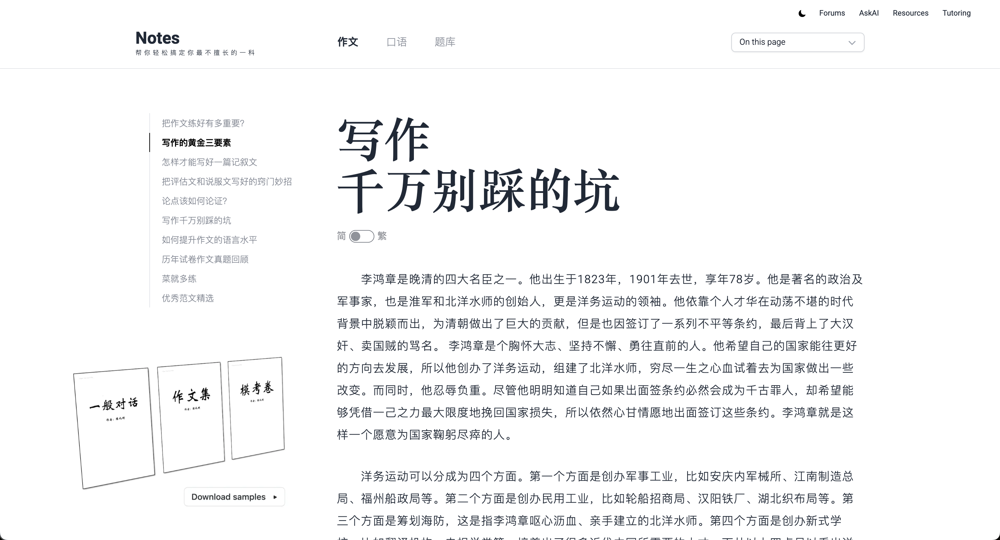 Forums AskAI Resources Tutoring
Notes
帮你轻松搞定你最不擅长的一科
作文 口语 题库
On this page
把作文练好有多重要？
写作的黄金三要素
怎样才能写好一篇记叙文
把评估文和说服文写好的窍门妙招
论点该如何论证？
写作千万别踩的坑
如何提升作文的语言水平
历年试卷作文真题回顾
菜就多练
优秀范文精选
一般对话
作者：陈礼明
作文集
作者：陈礼明
模考卷
作者：陈礼明
Download samples
写作
千万别踩的坑
简 繁
李鸿章是晚清的四大名臣之一。他出生于1823年，1901年去世，享年78岁。他是著名的政治及
军事家，也是淮军和北洋水师的创始人，更是洋务运动的领袖。他依靠个人才华在动荡不堪的时代
背景中脱颖而出，为清朝做出了巨大的贡献，但是也因签订了一系列不平等条约，最后背上了大汉
奸、卖国贼的骂名。 李鸿章是个胸怀大志、坚持不懈、勇往直前的人。他希望自己的国家能往更好
的方向去发展，所以他创办了洋务运动，组建了北洋水师，穷尽一生之心血试着去为国家做出一些
改变。而同时，他忍辱负重。尽管他明明知道自己如果出面签条约必然会成为千古罪人，却希望能
够凭借一己之力最大限度地挽回国家损失，所以依然心甘情愿地出面签订这些条约。李鸿章就是这
样一个愿意为国家鞠躬尽瘁的人。
洋务运动可以分成为四个方面。第一个方面是创办军事工业，比如安庆内军械所、江南制造总
局、福州船政局等。第二个方面是创办民用工业，比如轮船招商局、汉阳铁厂、湖北织布局等。第
三个方面是筹划海防，这是指李鸿章呕心沥血、亲手建立的北洋水师。第四个方面是创办新式学